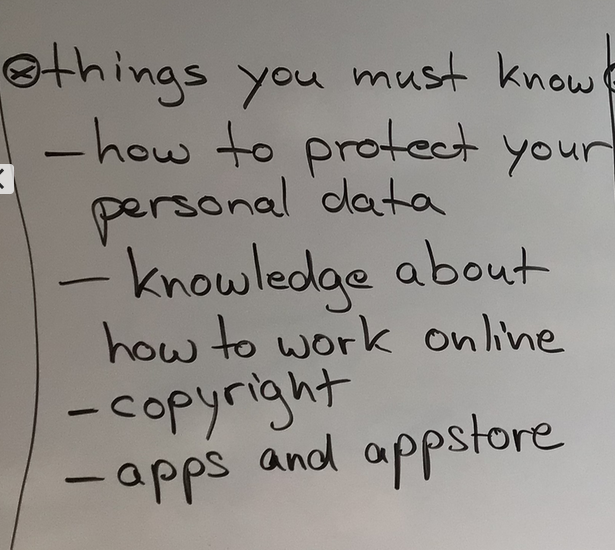 ⊗things you must know
– how to protect your
personal data
– knowledge about
how to work online
– copyright
– apps and appstore